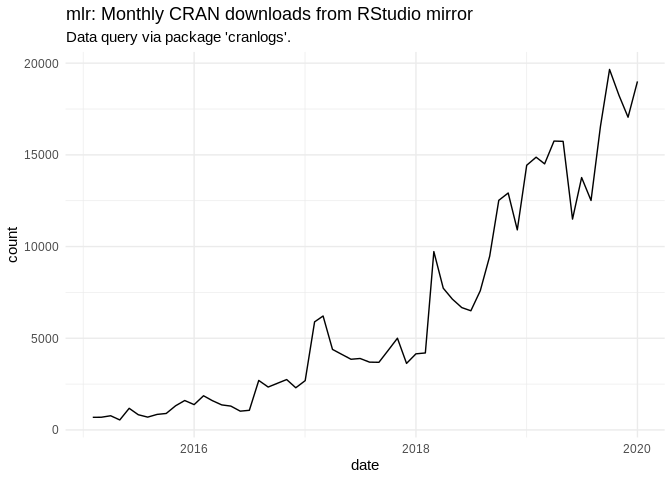 mlr: Monthly CRAN downloads from RStudio mirror
Data query via package 'cranlogs'.
20000
15000
10000
5000
0
count
2016
2018
2020
date